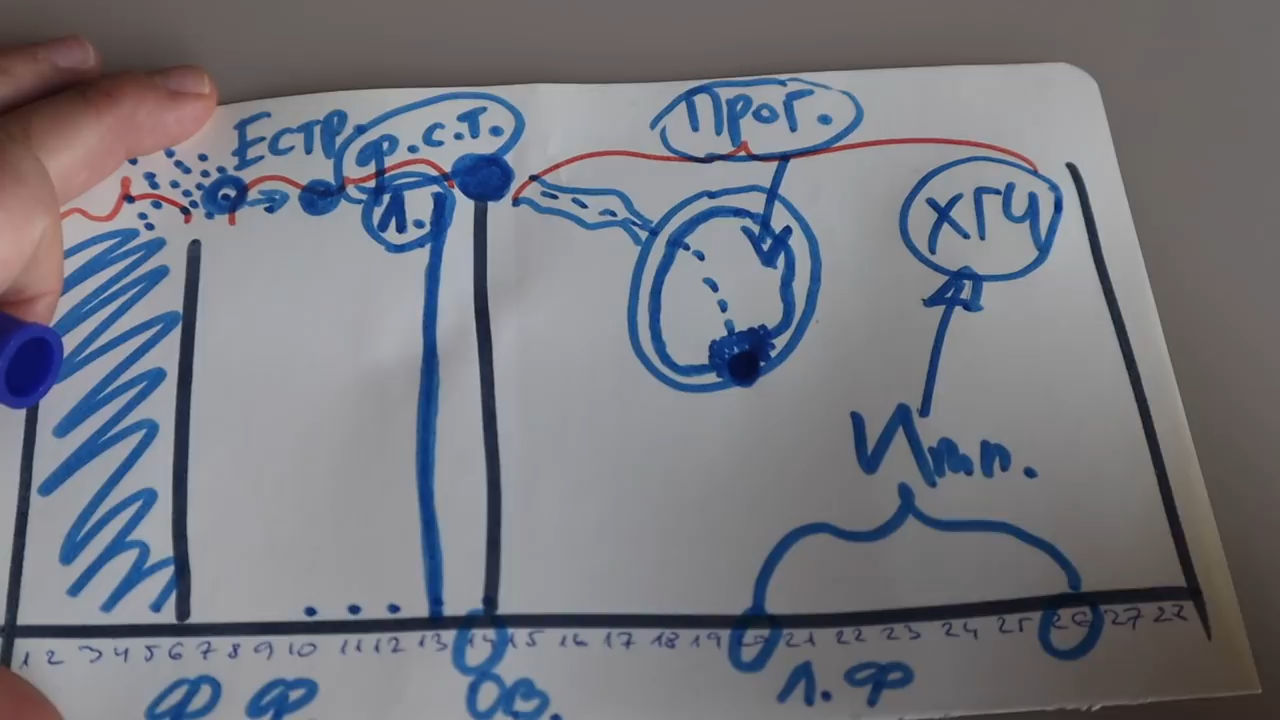 Естр. Ф.С.Т. Прог.
Л. ХГЧ
Имп.
1 2 3 4 5 6 7 8 9 10 11 12 13 14 15 16 17 18 19 20 21 22 23 24 25 26 27 28
Ф Ф Ов. Л. Ф